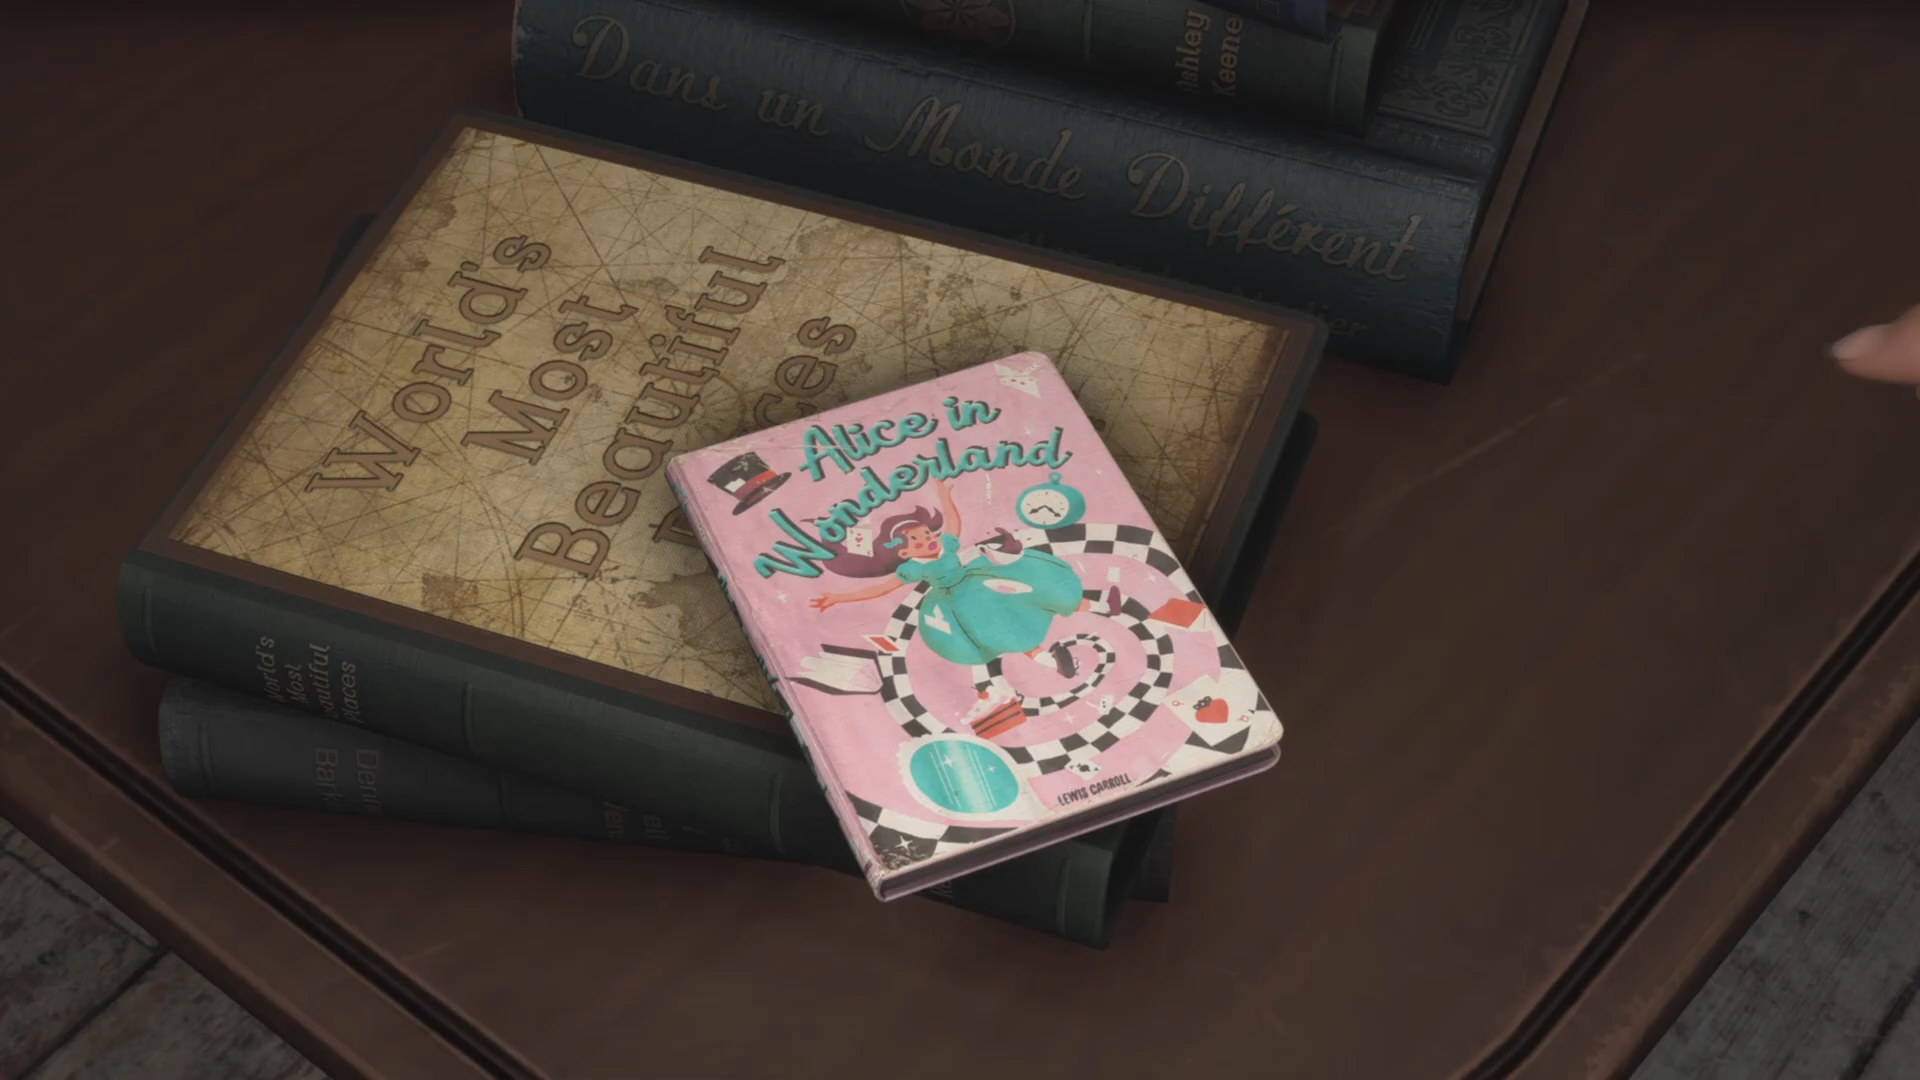 Ashley
Keene
Dans un Monde Différent
World's
Most
Beautiful
Alice in
Wonderland
LEWIS CARROLL
World's
Most
Places